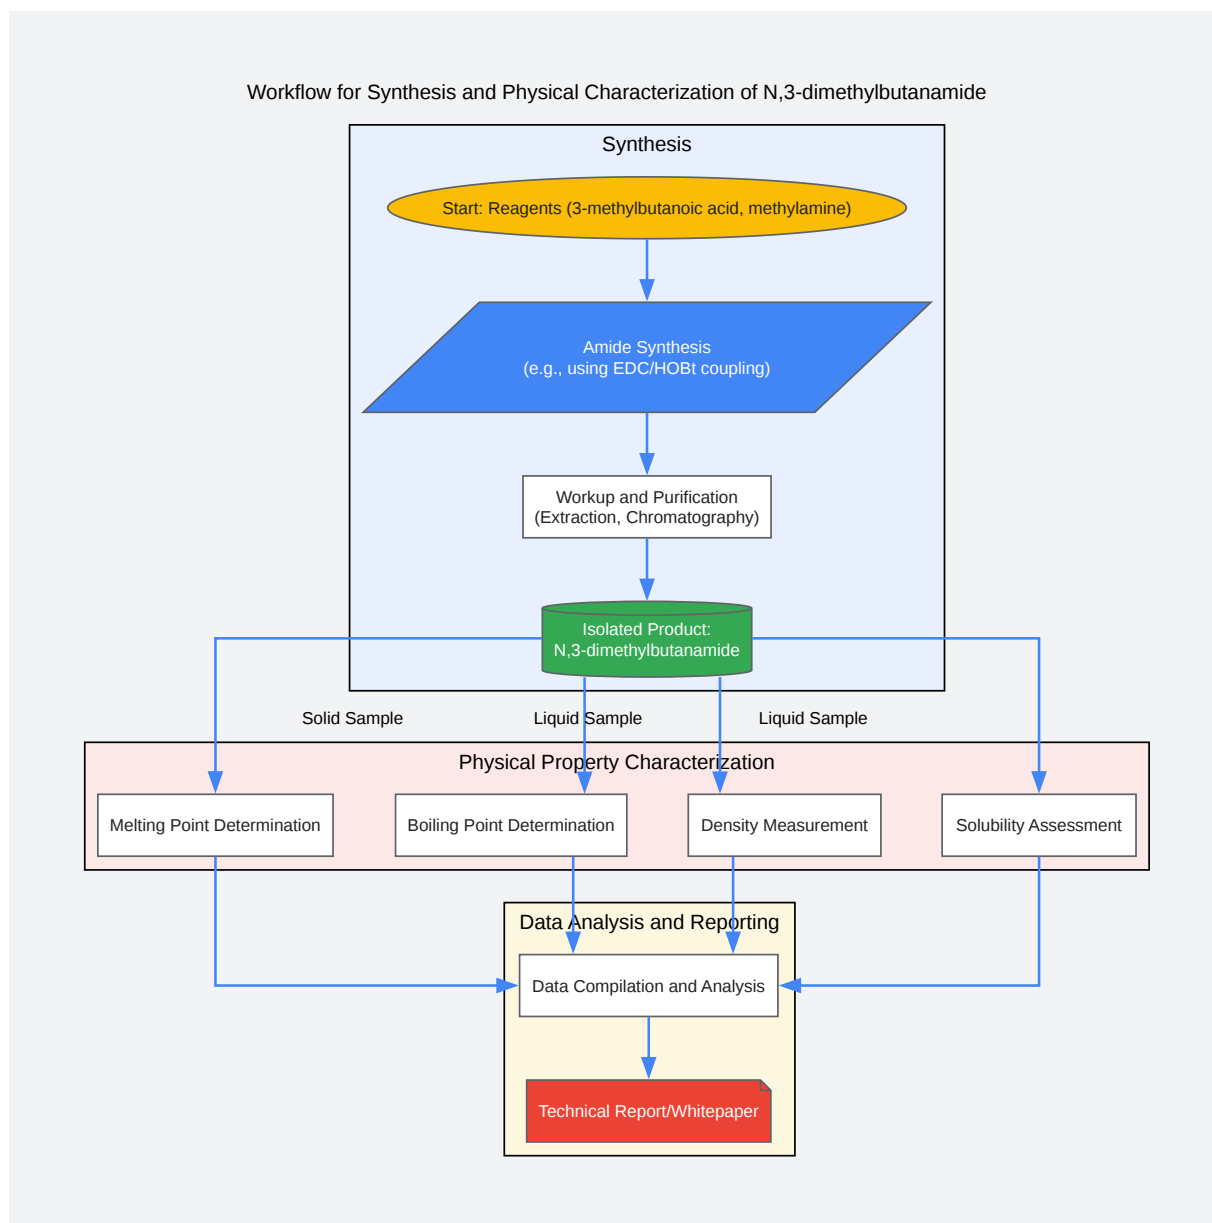 Workflow for Synthesis and Physical Characterization of N,3-dimethylbutanamide
Synthesis
Start: Reagents (3-methylbutanoic acid, methylamine)
Amide Synthesis
(e.g., using EDC/HOBt coupling)
Workup and Purification
(Extraction, Chromatography)
Isolated Product:
N,3-dimethylbutanamide
Solid Sample
Liquid Sample
Liquid Sample
Physical Property Characterization
Melting Point Determination
Boiling Point Determination
Density Measurement
Solubility Assessment
Data Analysis and Reporting
Data Compilation and Analysis
Technical Report/Whitepaper